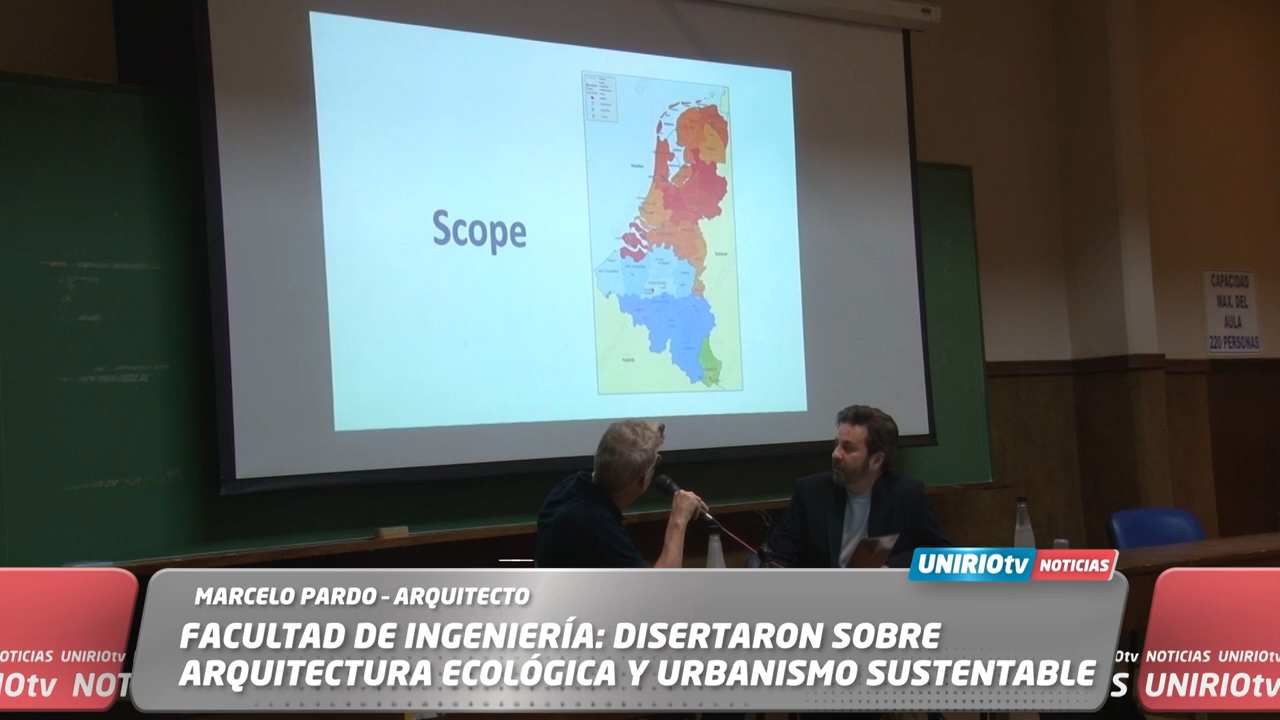 Scope
CAPACIDAD
MAX. DEL
AULA
220 PERSONAS
UNIRIOtv NOTICIAS
MARCELO PARDO - ARQUITECTO
FACULTAD DE INGENIERÍA: DISERTARON SOBRE
ARQUITECTURA ECOLÓGICA Y URBANISMO SUSTENTABLE
OTICIAS UNIRIOtv
IOtv NOT
Otv NOTICIAS UNIRIOtv
S UNIRIOtv